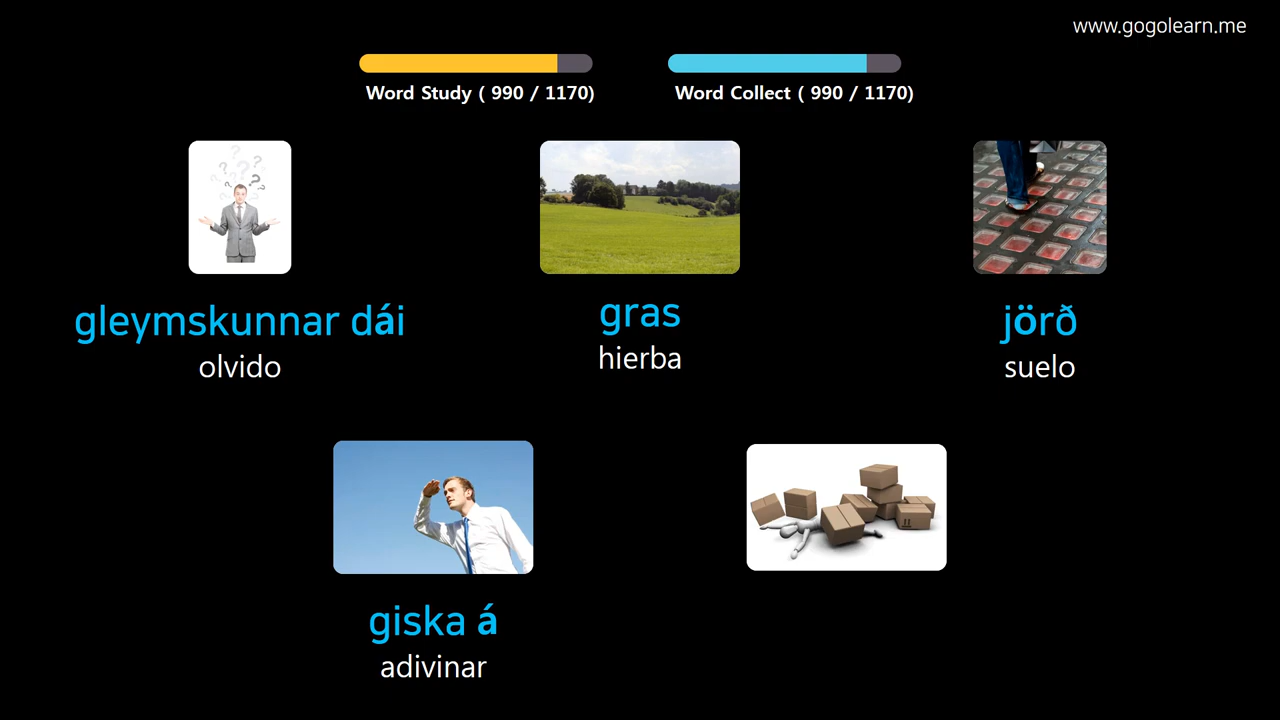 www.gogolearn.me
Word Study ( 990 / 1170)
Word Collect ( 990 / 1170)
gleymskunnar dái
olvido
gras
hierba
jörð
suelo
giska á
adivinar